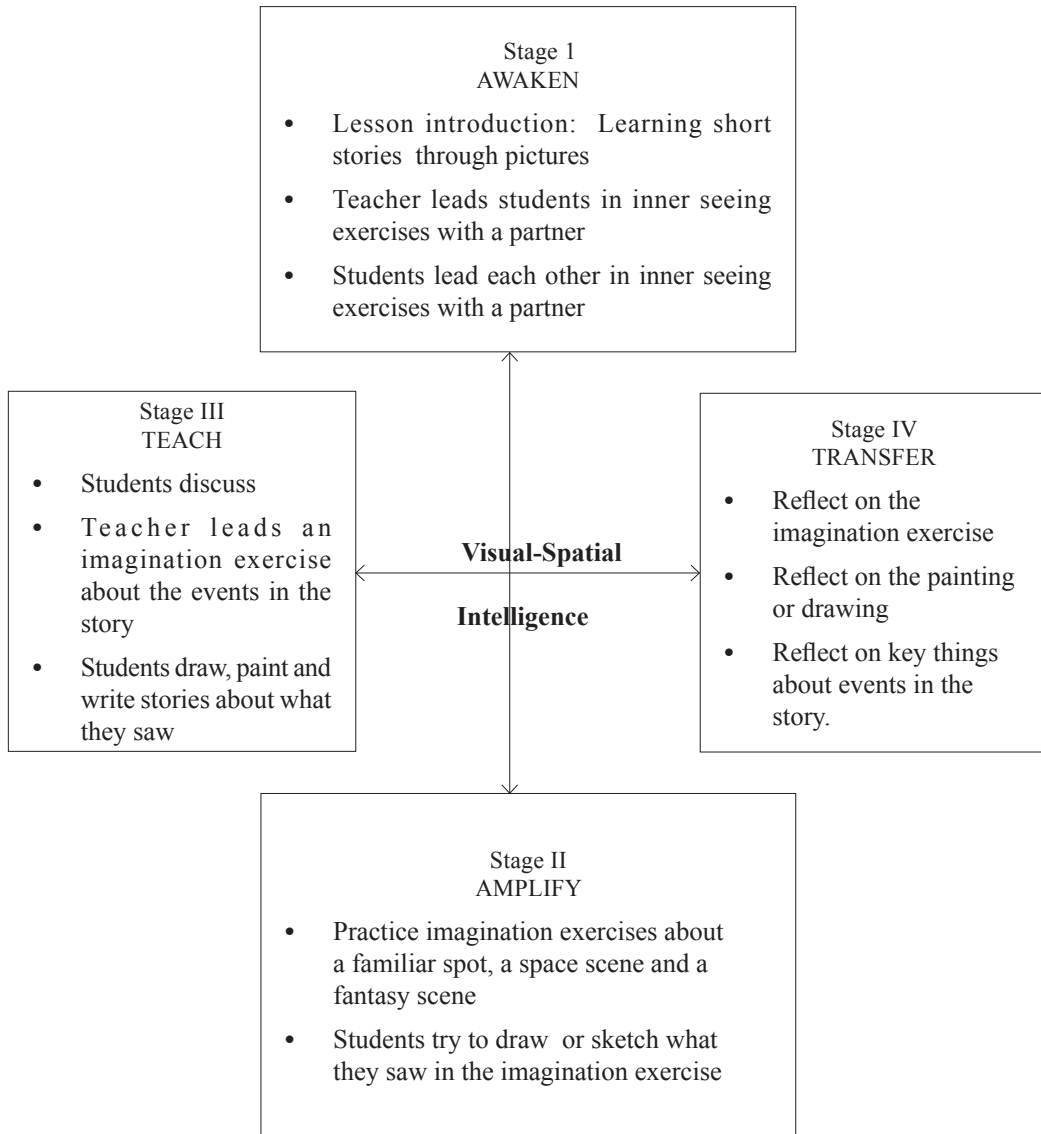 Stage 1
AWAKEN
• Lesson introduction: Learning short
stories through pictures
• Teacher leads students in inner seeing
exercises with a partner
• Students lead each other in inner seeing
exercises with a partner
Stage III
TEACH
• Students discuss
• Teacher leads an
imagination exercise
about the events in the
story
• Students draw, paint and
write stories about what
they saw
Visual-Spatial
Intelligence
Stage IV
TRANSFER
• Reflect on the
imagination exercise
• Reflect on the painting
or drawing
• Reflect on key things
about events in the
story.
Stage II
AMPLIFY
• Practice imagination exercises about
a familiar spot, a space scene and a
fantasy scene
• Students try to draw or sketch what
they saw in the imagination exercise